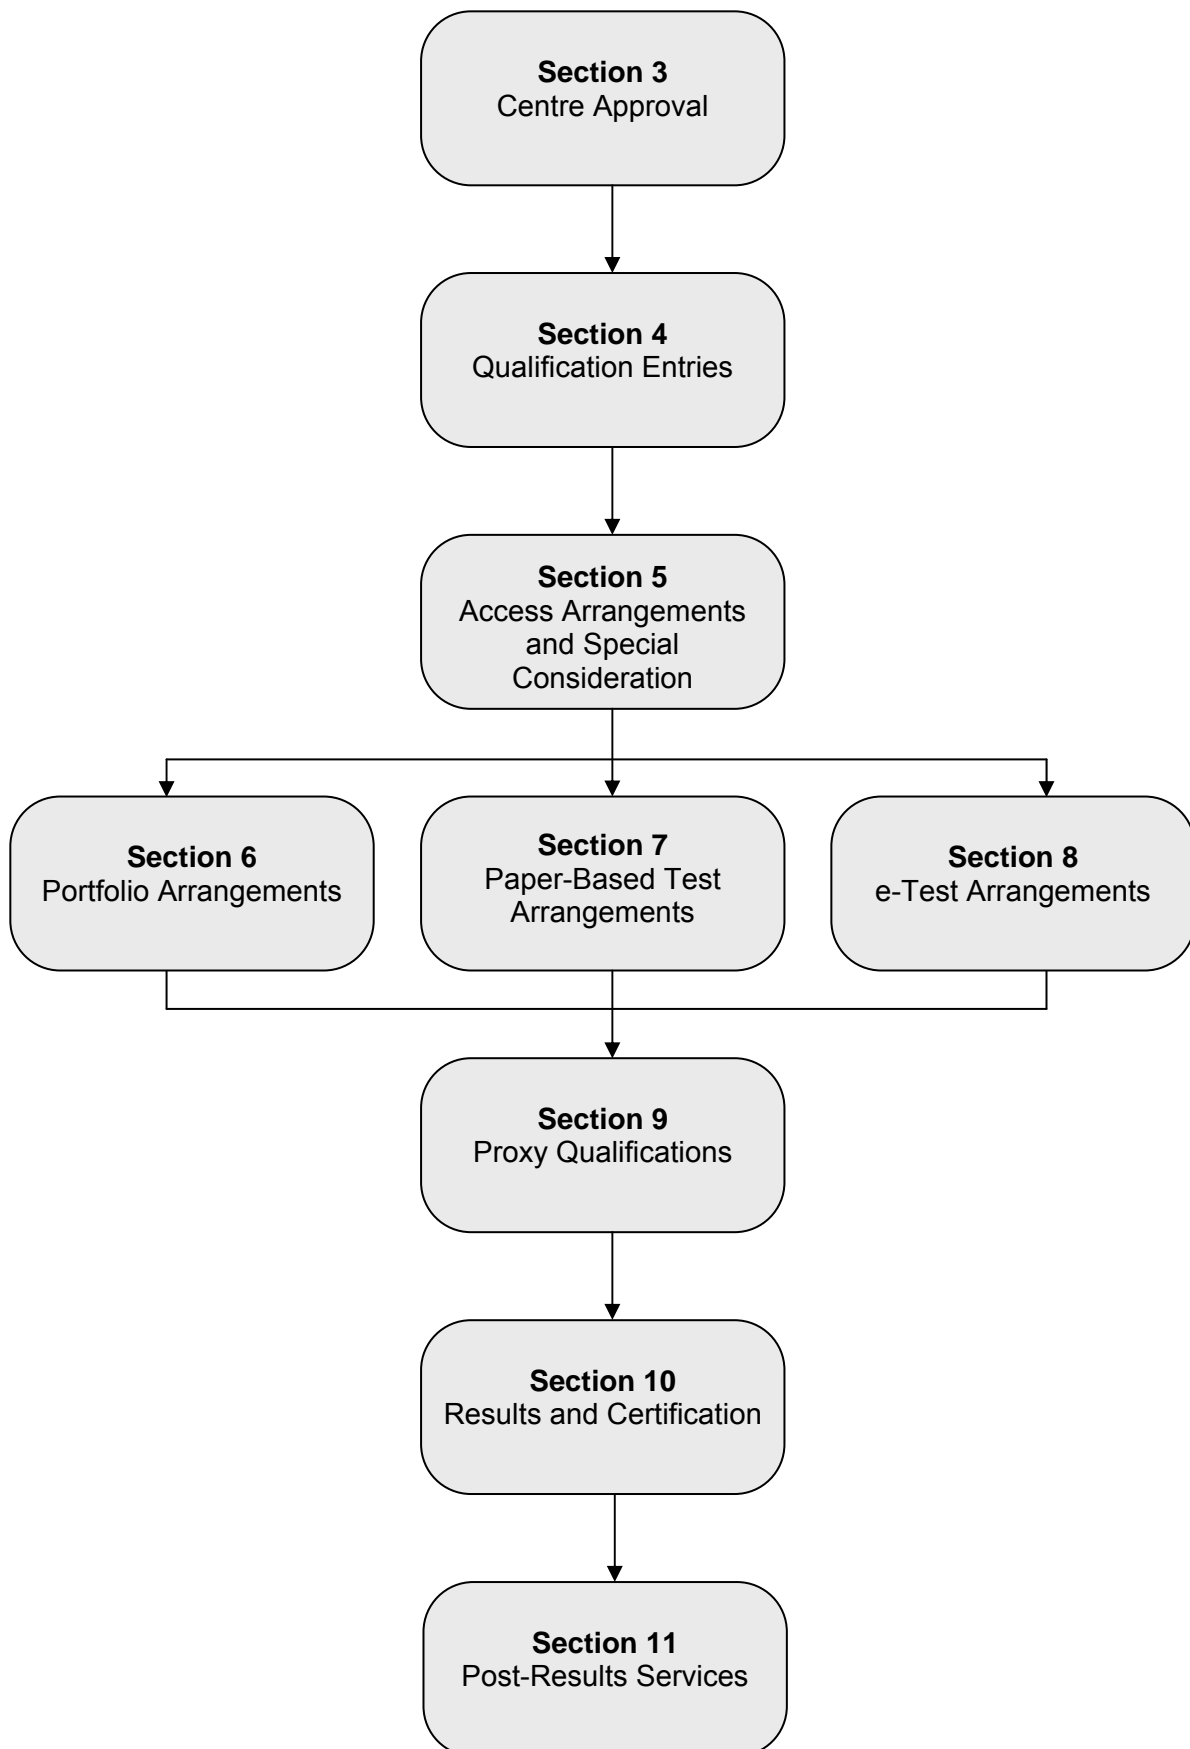 Section 3
Centre Approval
Section 4
Qualification Entries
Section 5
Access Arrangements
and Special
Consideration
Section 6
Portfolio Arrangements
Section 7
Paper-Based Test
Arrangements
Section 8
e-Test Arrangements
Section 9
Proxy Qualifications
Section 10
Results and Certification
Section 11
Post-Results Services